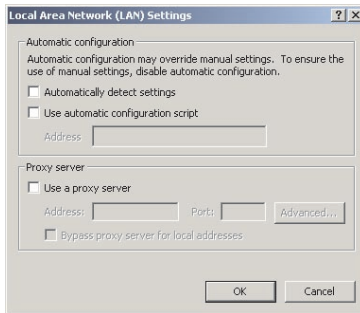 Local Area Network (LAN) Settings
Automatic configuration
Automatic configuration may override manual settings. To ensure the
use of manual settings, disable automatic configuration.
Automatically detect settings
Use automatic configuration script
Address
Proxy server
Use a proxy server
Address:
Port:
Advanced...
Bypass proxy server for local addresses
OK
Cancel